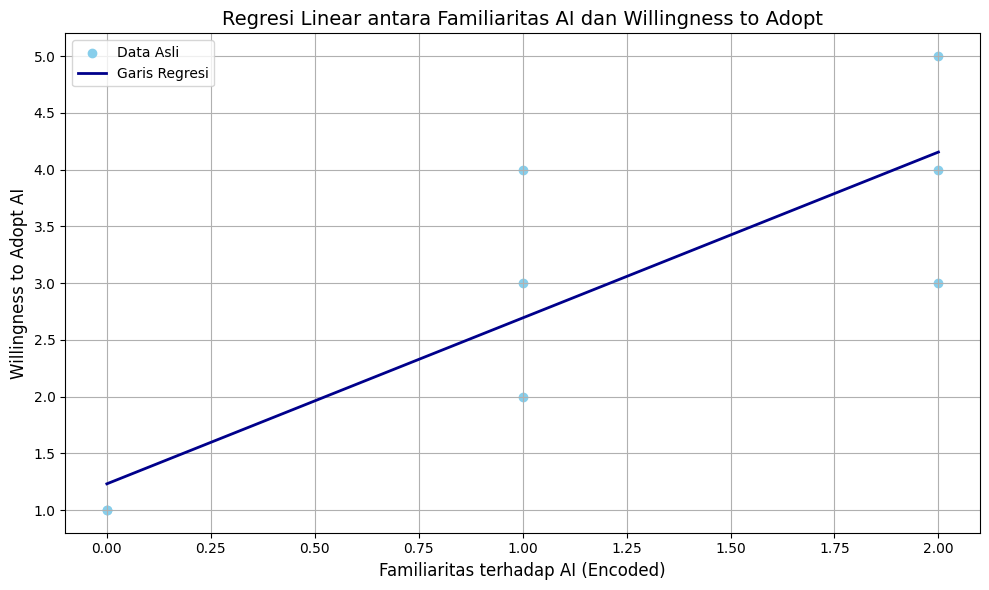 Regresi Linear antara Familiaritas AI dan Willingness to Adopt
Data Asli
Garis Regresi
Willingness to Adopt AI
5.0
4.5
4.0
3.5
3.0
2.5
2.0
1.5
1.0
0.00 0.25 0.50 0.75 1.00 1.25 1.50 1.75 2.00
Familiaritas terhadap AI (Encoded)